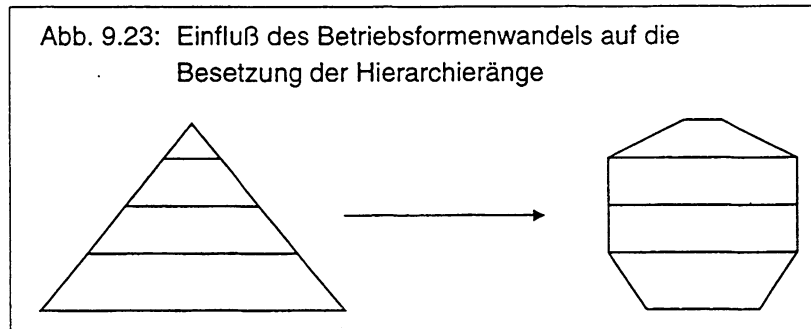 Abb. 9.23: Einfluß des Betriebsformenwandels auf die
Besetzung der Hierarchieränge